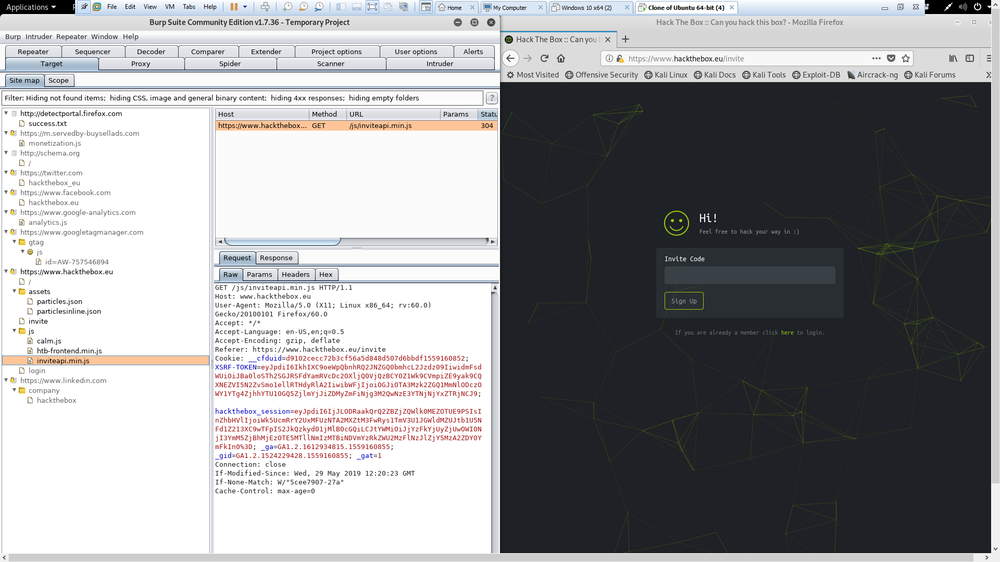 Applications
File Edit View VM Tabs Help
Home
My Computer
Windows 10 x64 (2)
Clone of Ubuntu 64-bit (4)
Burp Suite Community Edition v1.7.36 - Temporary Project
Burp Intruder Repeater Window Help
Repeater Sequencer Decoder Comparer Extender Project options User options Alerts
Target Proxy Spider Scanner Intruder
Site map Scope
Filter: Hiding not found items; hiding CSS, image and general binary content; hiding 4xx responses; hiding empty folders
?
http://detectportal.firefox.com
success.txt
https://m.servedby-buysellads.com
monetization.js
http://schema.org
/
https://twitter.com
hackthebox_eu
https://www.facebook.com
hackthebox.eu
https://www.google-analytics.com
analytics.js
https://www.googletagmanager.com
gtag
js
id=AW-757546894
https://www.hackthebox.eu
/
assets
particles.json
particlesinline.json
invite
js
calm.js
htb-frontend.min.js
inviteapi.min.js
login
https://www.linkedin.com
company
hackthebox
Host Method URL Params Statu
https://www.hackthebox... GET /js/inviteapi.min.js 304
Request Response
Raw Params Headers Hex
GET /js/inviteapi.min.js HTTP/1.1
Host: www.hackthebox.eu
User-Agent: Mozilla/5.0 (X11; Linux x86_64; rv:60.0)
Gecko/20100101 Firefox/60.0
Accept: */*
Accept-Language: en-US,en;q=0.5
Accept-Encoding: gzip, deflate
Referer: https://www.hackthebox.eu/invite
Cookie: __cfduid=d9102cecc72b3cf56a5d848d507d6bbdf1559160852;
XSRF-TOKEN=eyJpdiI6IkhIXC9oeWpQbnhRQ2JNZGQ0bmhcL2Jzdz09IiwidmFsd
WUiOiJBa0loSTh2SGJRSFdYamRVcDc2OXljQ0VjQzBCY0Z1Wk9CVmpiZE9yak9CQ
XNEZVI5N2ZvSmo1ellRTHdyRlA2IiwibWFjIjoiOGJiOTA3Mzk2ZGQ1MmNlODczO
WY1YTg4ZjhhYTU1OGQ5ZjlmYjJiZDMyZmFiNjg3M2QwNzE3YTNjNjYxZTRjNCJ9;
hackthebox_session=eyJpdiI6IjJLODRaakQrQ2ZBZjZQWlk0MEZOTUE9PSIsI
nZhbHVlIjoiWk5UcmRrY2UxMFUzNTA2MXZtM3FwRys1TmV3U1JGWldMZUJtb1U5N
Fd1Z213XC9wTFpIS2JkQzkyd01jMlB0cGQiLCJtYWMiOiJjYzFkYjUyZjUwOWI0N
jI3YmM5ZjBhMjEzOTE5MTllNmIzMTBiNDVmYzRkZWU2MzFlNzJlZjY5MzA2ZDY0Y
mFkIn0%3D; _ga=GA1.2.1612934815.1559160855;
_gid=GA1.2.1524229428.1559160855; _gat=1
Connection: close
If-Modified-Since: Wed, 29 May 2019 12:20:23 GMT
If-None-Match: W/"5cee7907-27a"
Cache-Control: max-age=0
Hack The Box :: Can you hack this box? - Mozilla Firefox
Hack The Box :: Can you h
https://www.hackthebox.eu/invite
Most Visited Offensive Security Kali Linux Kali Docs Kali Tools Exploit-DB Aircrack-ng Kali Forums
Hi!
Feel free to hack your way in :)
Invite Code
Sign Up
If you are already a member click here to login.